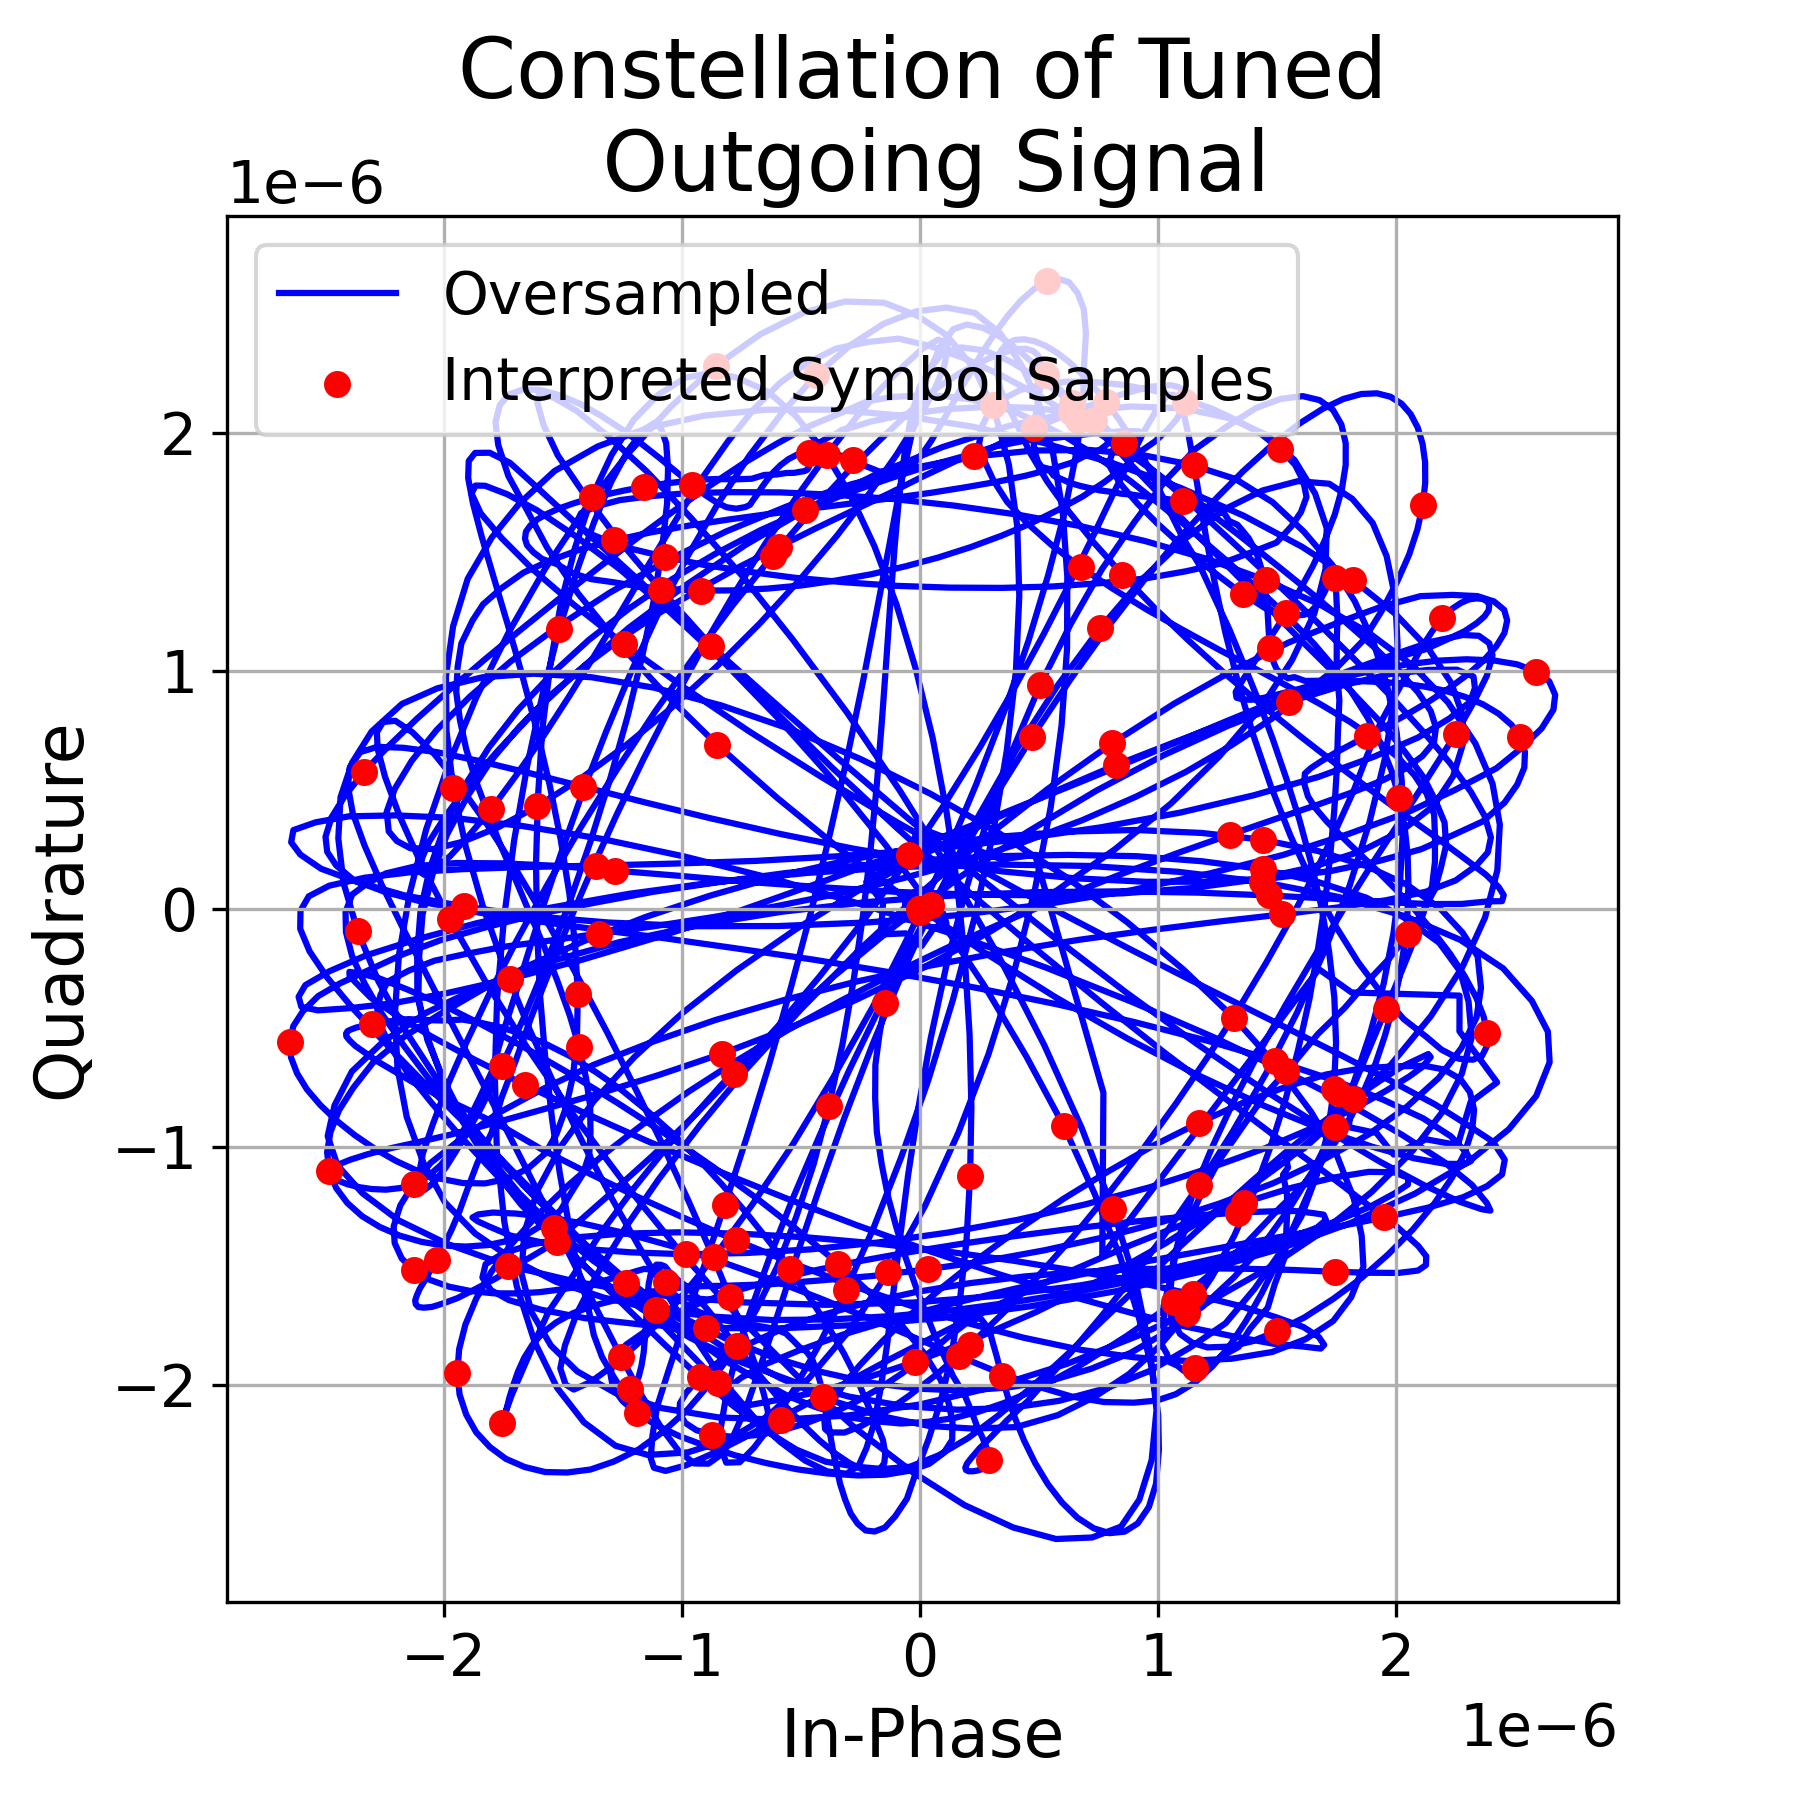 Constellation of Tuned
Outgoing Signal
1e−6
Oversampled
Interpreted Symbol Samples
2
1
0
−1
−2
Quadrature
−2 −1 0 1 2
In-Phase
1e−6